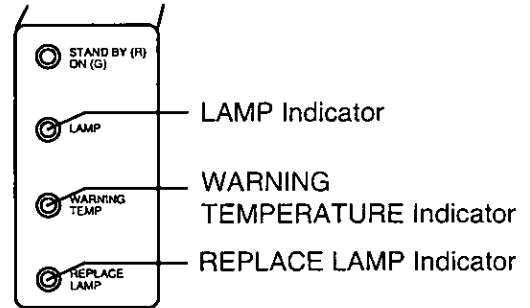 STAND BY (R)
ON (G)
LAMP
LAMP Indicator
WARNING
TEMP
WARNING
TEMPERATURE Indicator
REPLACE
LAMP
REPLACE LAMP Indicator